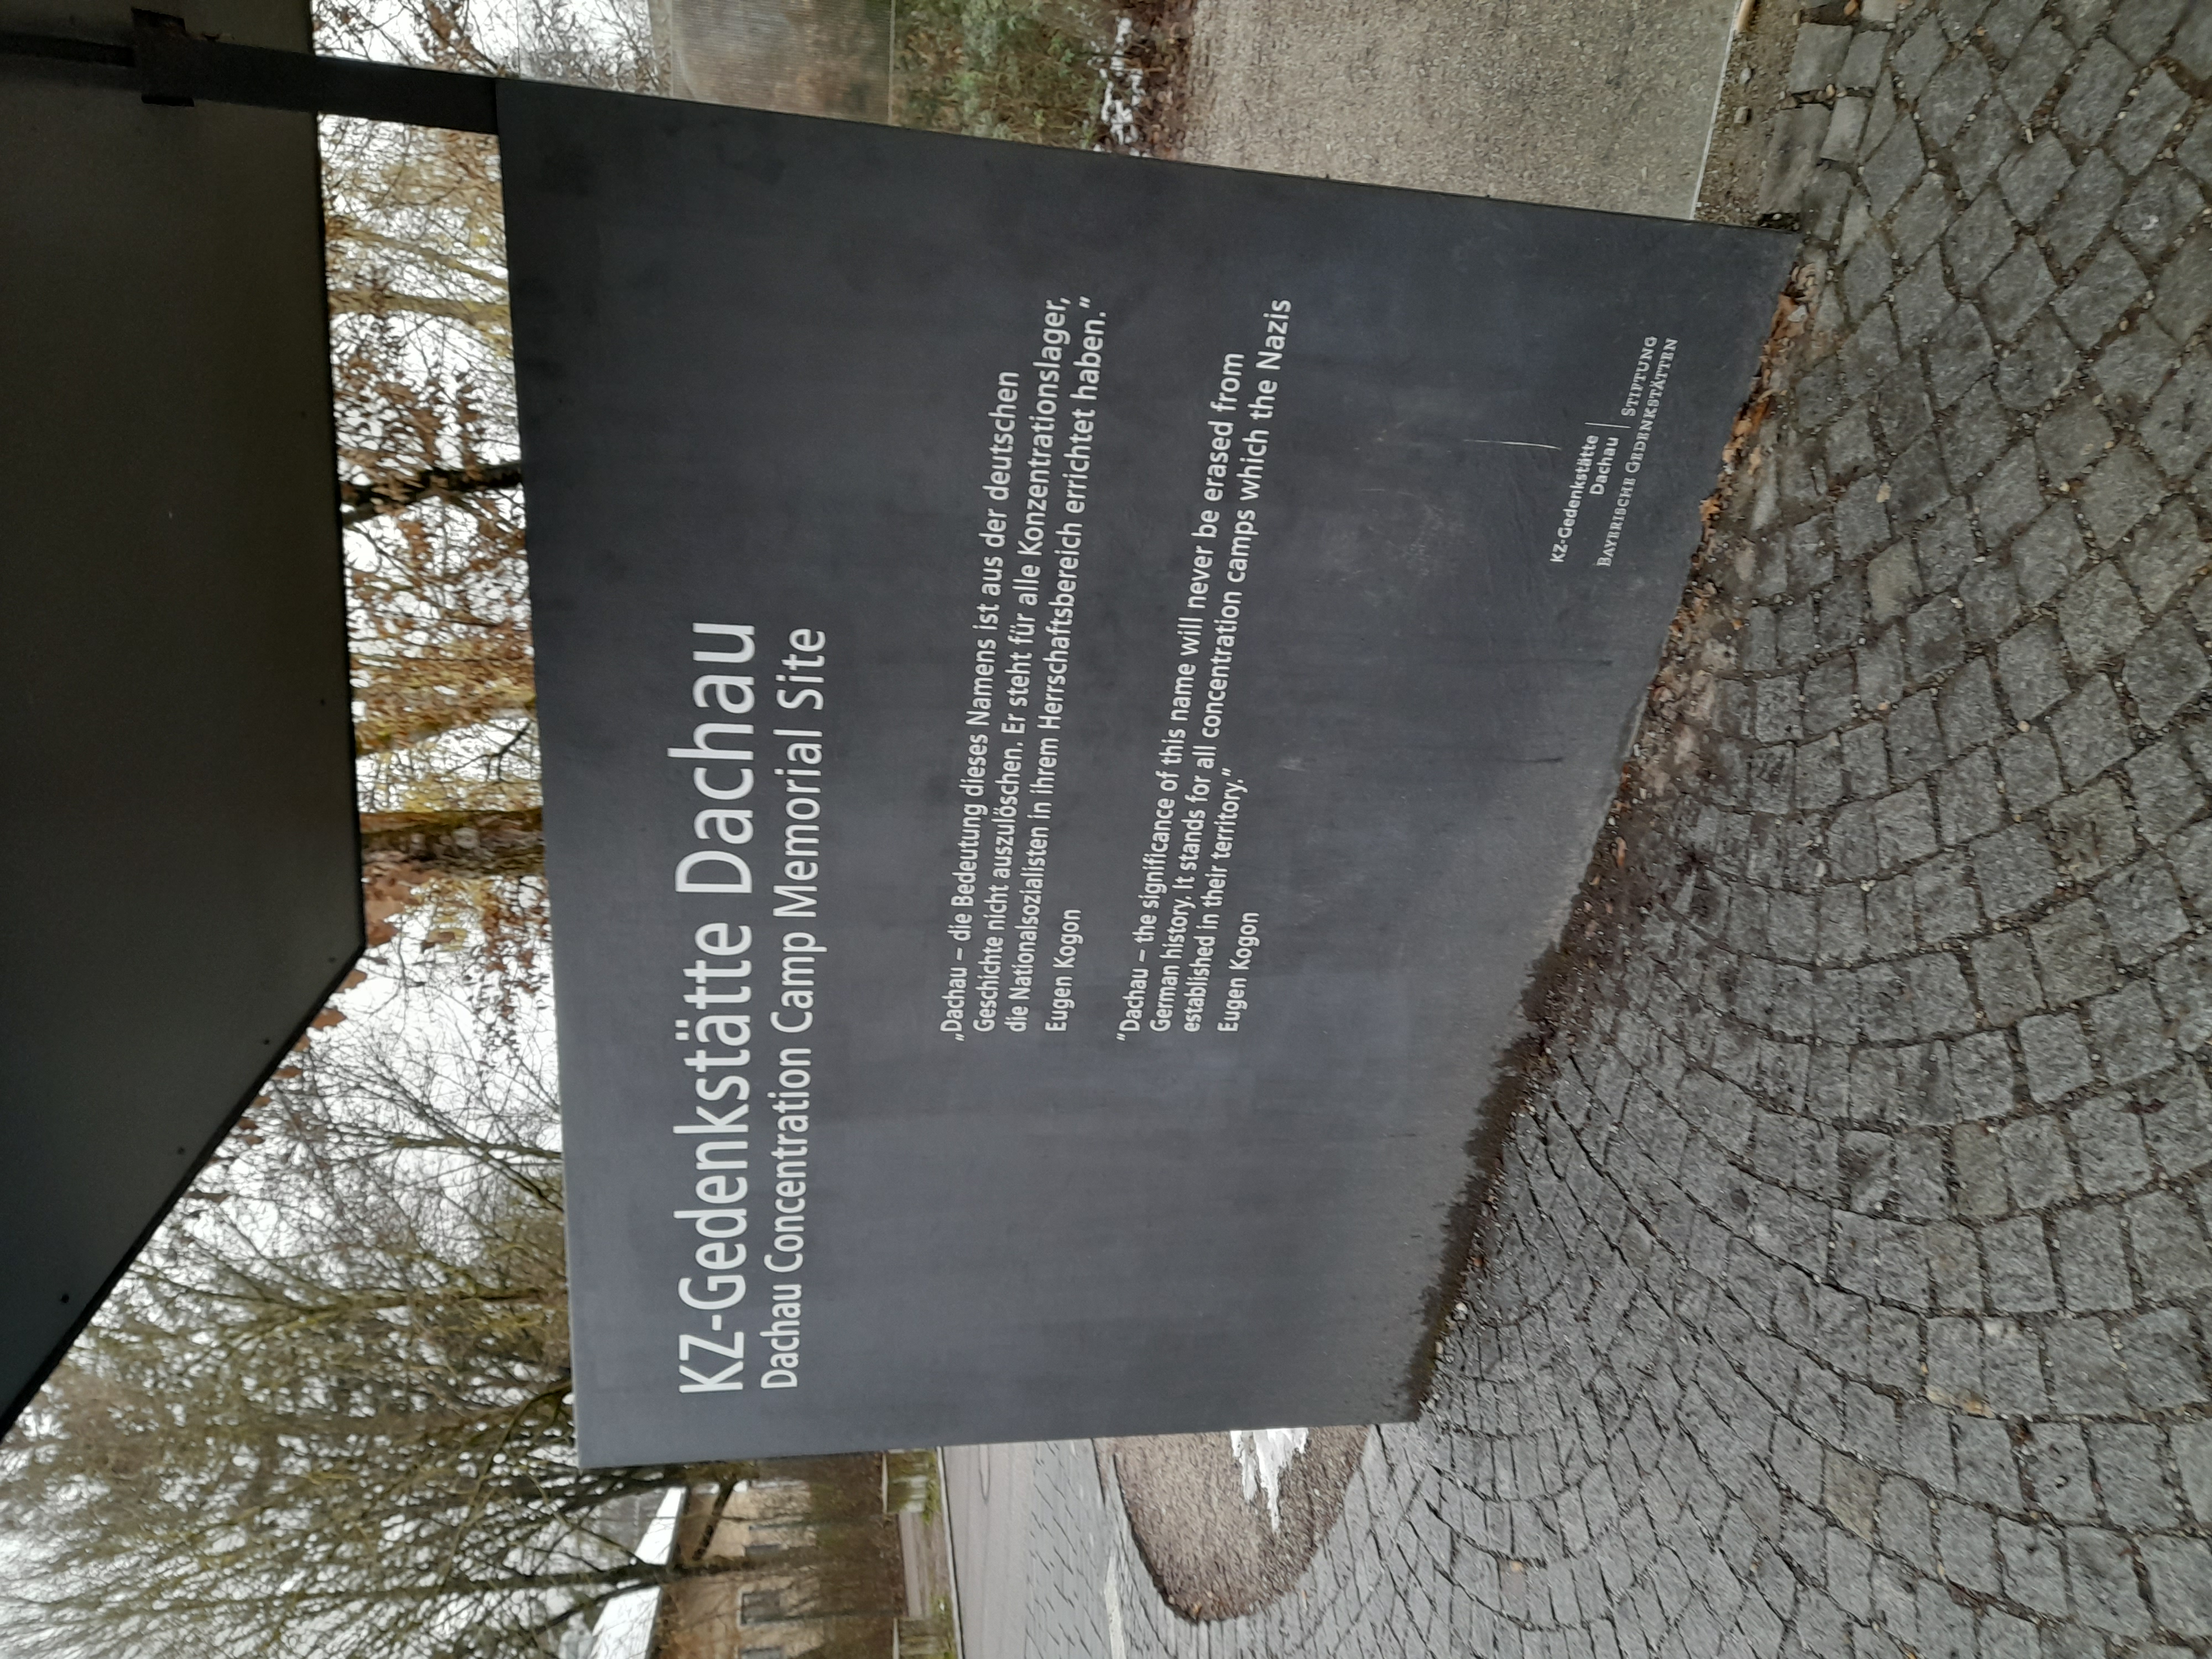 KZ-Gedenkstätte Dachau
Dachau Concentration Camp Memorial Site
„Dachau – die Bedeutung dieses Namens ist aus der deutschen
Geschichte nicht auszulöschen. Er steht für alle Konzentrationslager,
die Nationalsozialisten in ihrem Herrschaftsbereich errichtet haben.”
Eugen Kogon
“Dachau – the significance of this name will never be erased from
German history. It stands for all concentration camps which the Nazis
established in their territory.”
Eugen Kogon
KZ-Gedenkstätte
Dachau
STIFTUNG
BAYERISCHE GEDENKSTÄTTEN